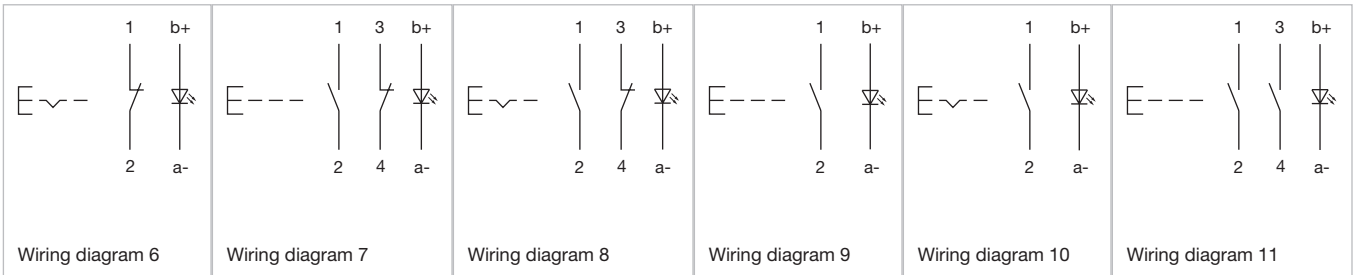 1 b+
2 a-
Wiring diagram 6
1 3 b+
2 4 a-
Wiring diagram 7
1 3 b+
2 4 a-
Wiring diagram 8
1 b+
2 a-
Wiring diagram 9
1 b+
2 a-
Wiring diagram 10
1 3 b+
2 4 a-
Wiring diagram 11